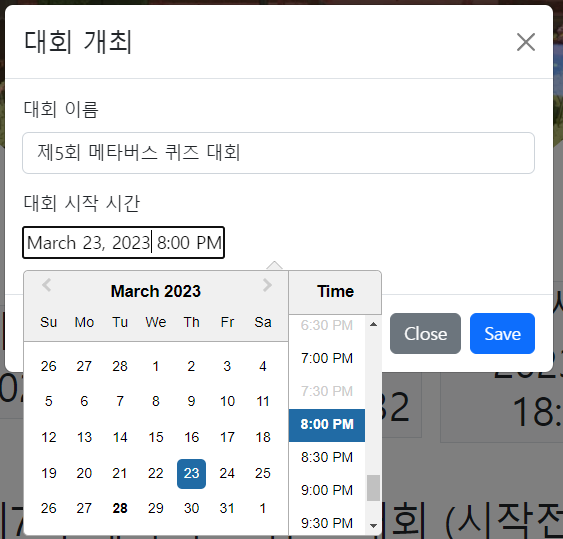 대회 개최
대회 이름
제5회 메타버스 퀴즈 대회
대회 시작 시간
March 23, 2023 8:00 PM
March 2023
Time
Su Mo Tu We Th Fr Sa
26 27 28 1 2 3 4
5 6 7 8 9 10 11
12 13 14 15 16 17 18
19 20 21 22 23 24 25
26 27 28 29 30 31 1
6:30 PM
7:00 PM
7:30 PM
8:00 PM
8:30 PM
9:00 PM
9:30 PM
Close
Save
18:
대회 (시작전